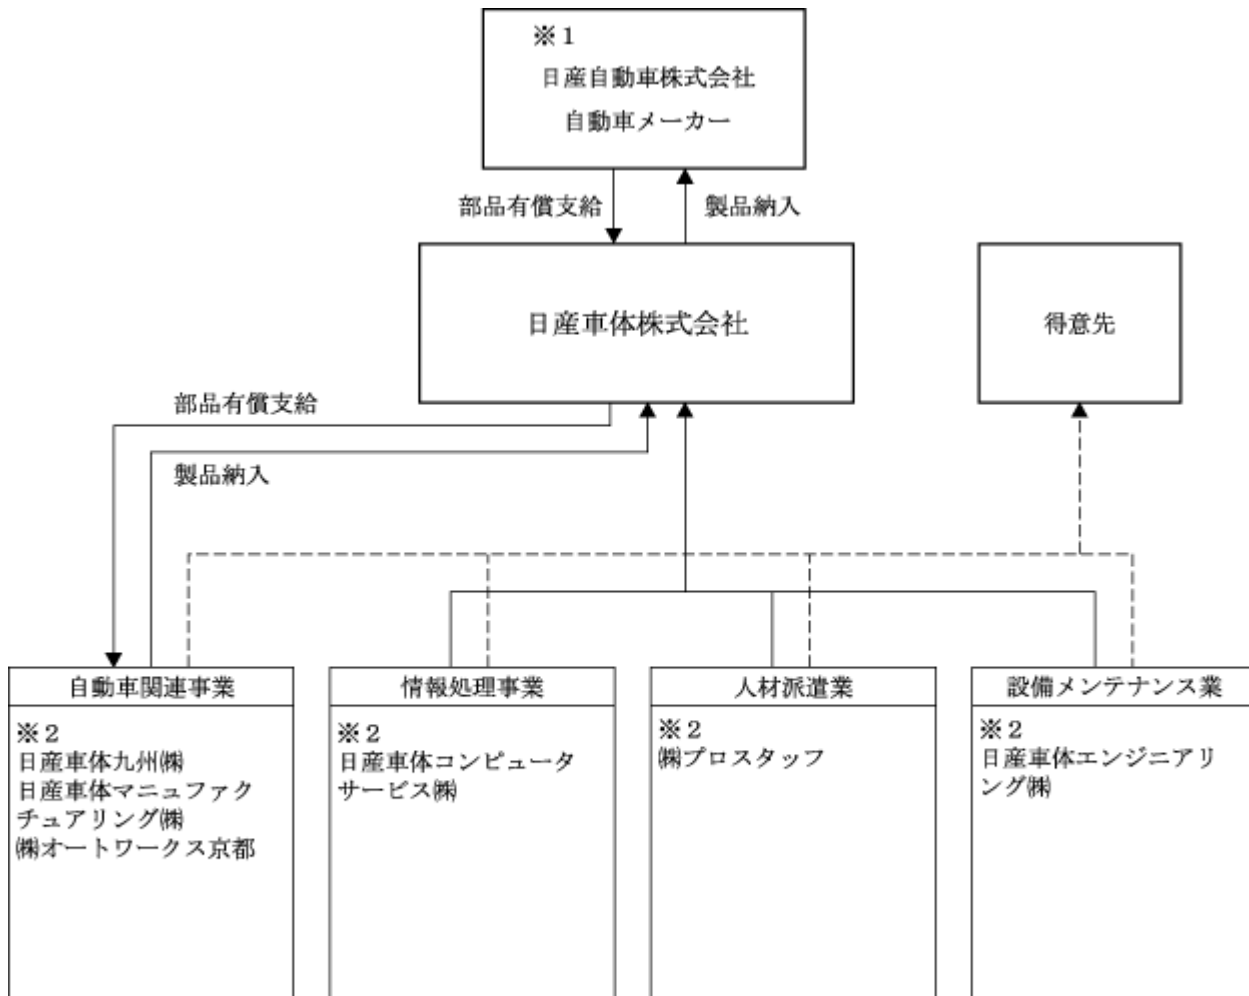 ※１
日産自動車株式会社
自動車メーカー
部品有償支給
製品納入
日産車体株式会社
得意先
部品有償支給
製品納入
自動車関連事業
※２
日産車体九州㈱
日産車体マニュファク
チュアリング㈱
㈱オートワークス京都
情報処理事業
※２
日産車体コンピュータ
サービス㈱
人材派遣業
※２
㈱プロスタッフ
設備メンテナンス業
※２
日産車体エンジニアリ
ング㈱